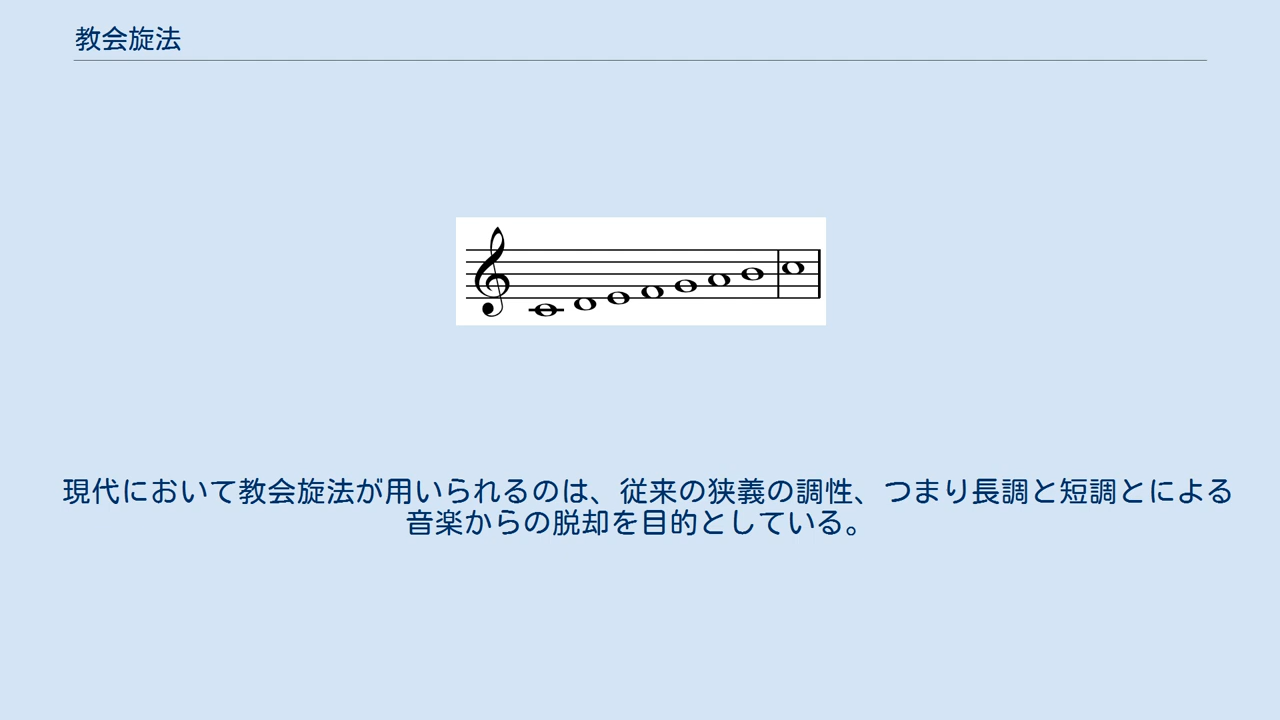 教会旋法
現代において教会旋法が用いられるのは、従来の狭義の調性、つまり長調と短調とによる
音楽からの脱却を目的としている。